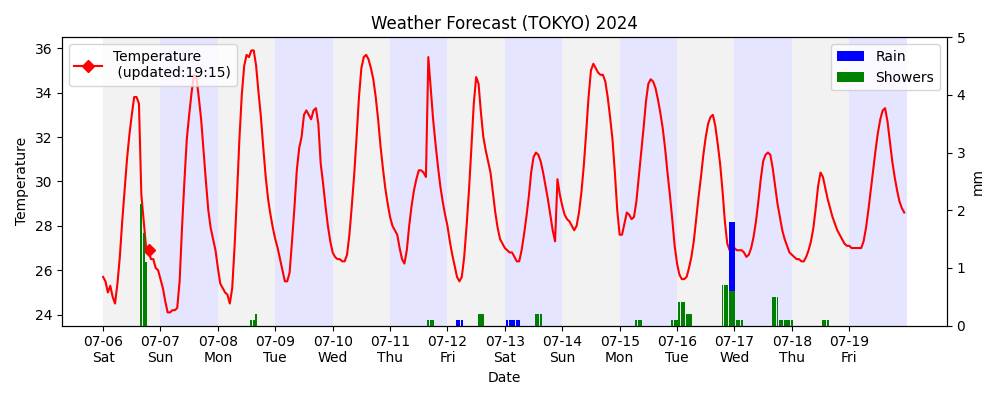 Weather Forecast (TOKYO) 2024
Temperature
(updated:19:15)
Rain
Showers
36
34
32
30
28
26
24
Temperature
5
4
3
2
1
0
mm
07-06 07-07 07-08 07-09 07-10 07-11 07-12 07-13 07-14 07-15 07-16 07-17 07-18 07-19
Sat Sun Mon Tue Wed Thu Fri Sat Sun Mon Tue Wed Thu Fri
Date